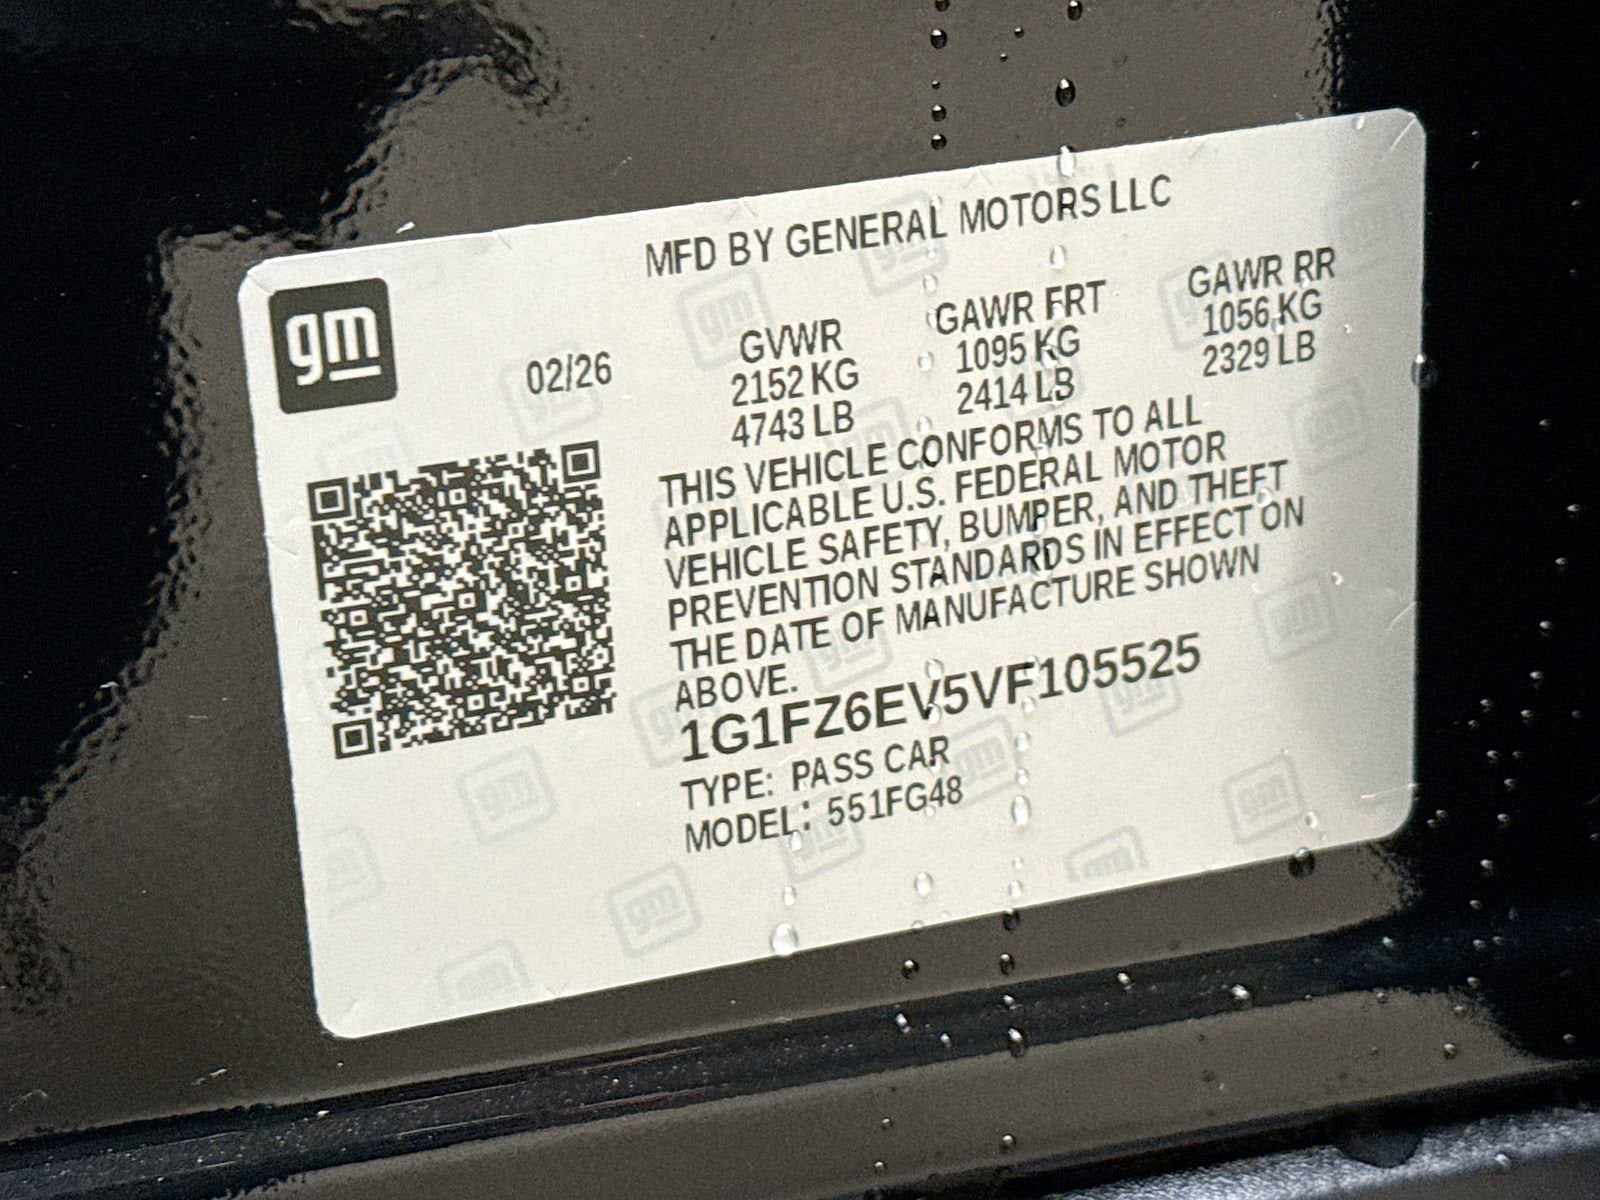 MFD BY GENERAL MOTORS LLC
gm
02/26
GVWR
2152 KG
4743 LB
GAWR FRT
1095 KG
2414 LB
GAWR RR
1056 KG
2329 LB
THIS VEHICLE CONFORMS TO ALL
APPLICABLE U.S. FEDERAL MOTOR
VEHICLE SAFETY, BUMPER, AND THEFT
PREVENTION STANDARDS IN EFFECT ON
THE DATE OF MANUFACTURE SHOWN
ABOVE.
1G1FZ6EV5VF105525
TYPE: PASS CAR
MODEL: 551FG48